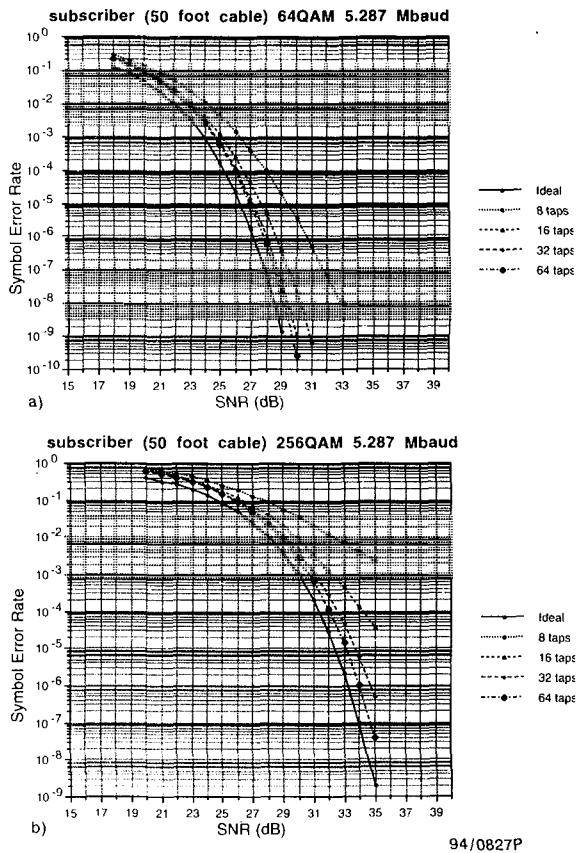 subscriber (50 foot cable) 64QAM 5.287 Mbaud
Symbol Error Rate
10^0
10^-1
10^-2
10^-3
10^-4
10^-5
10^-6
10^-7
10^-8
10^-9
10^-10
15 17 19 21 23 25 27 29 31 33 35 37 39
SNR (dB)
a)
Ideal
8 taps
16 taps
32 taps
64 taps
subscriber (50 foot cable) 256QAM 5.287 Mbaud
Symbol Error Rate
10^0
10^-1
10^-2
10^-3
10^-4
10^-5
10^-6
10^-7
10^-8
10^-9
15 17 19 21 23 25 27 29 31 33 35 37 39
SNR (dB)
b)
Ideal
8 taps
16 taps
32 taps
64 taps
94/0827P